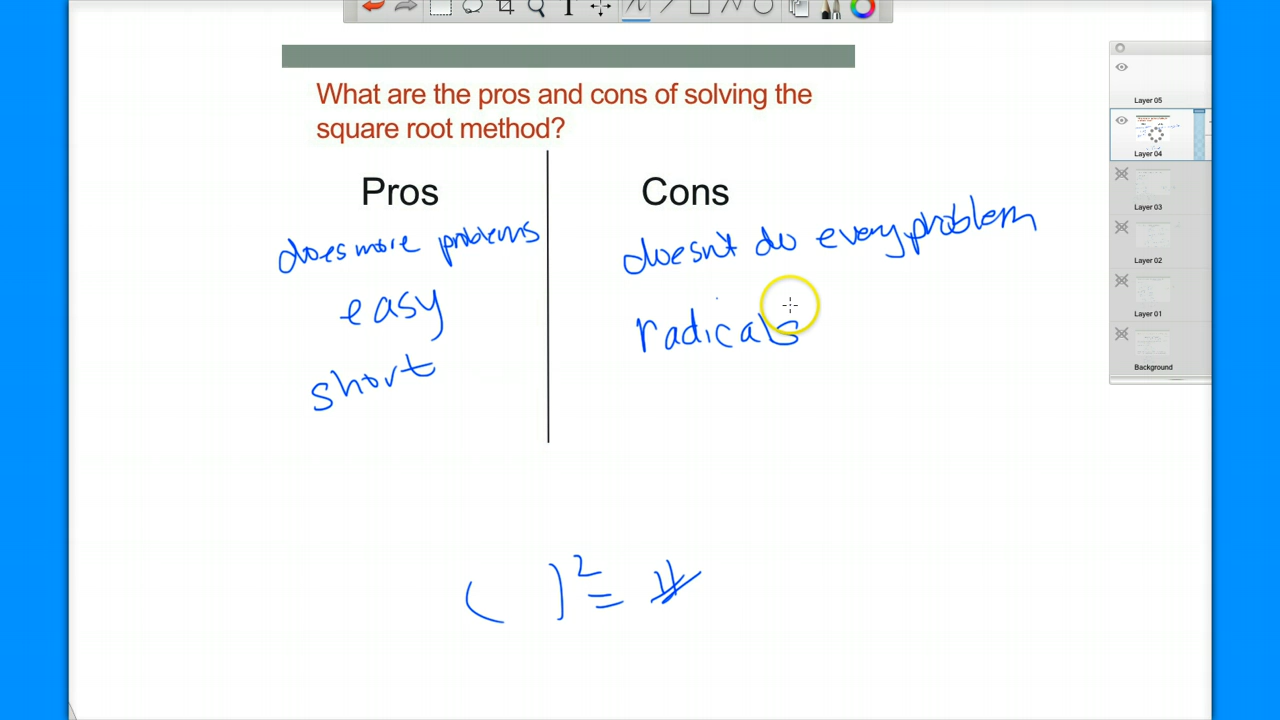 What are the pros and cons of solving the
square root method?
Pros
Cons
does more problems
easy
short
doesn't do every problem
radicals
( )² = #
Layer 05
Layer 04
Layer 03
Layer 02
Layer 01
Background